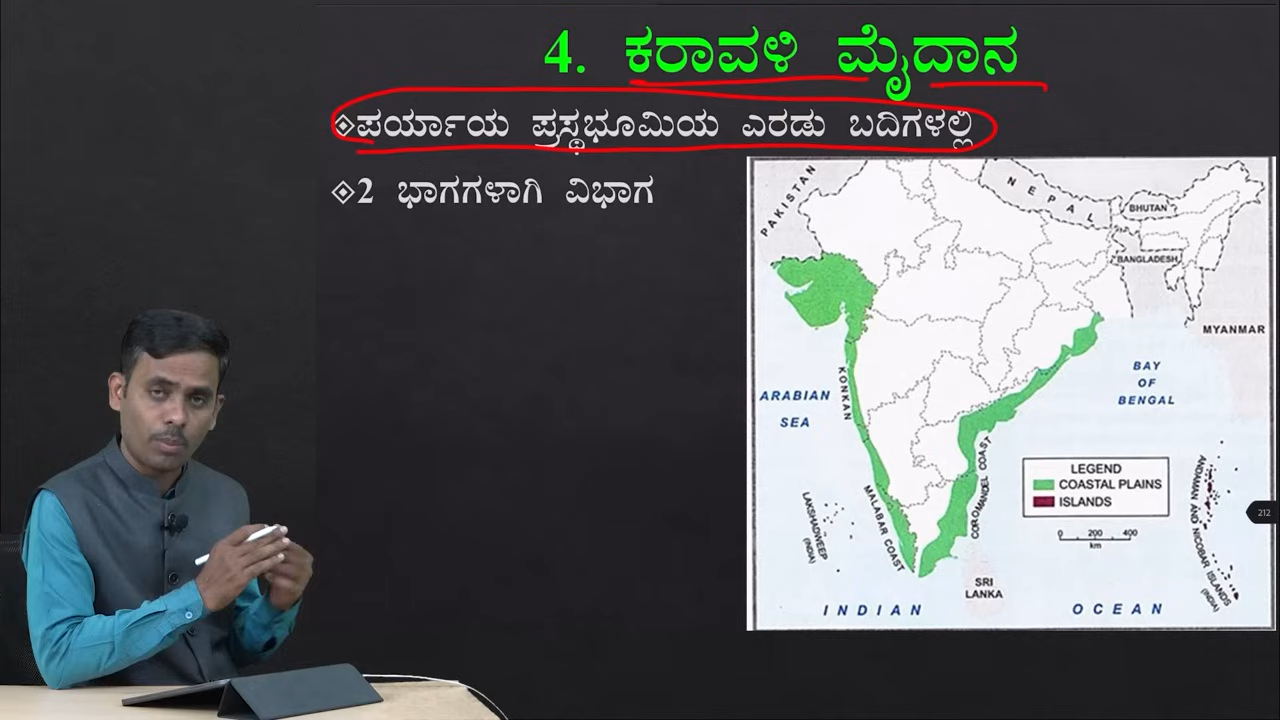 4. ಕರಾವಳಿ ಮೈದಾನ
◈ಪರ್ಯಾಯ ಪ್ರಸ್ಥಭೂಮಿಯ ಎರಡು ಬದಿಗಳಲ್ಲಿ
◈2 ಭಾಗಗಳಾಗಿ ವಿಭಾಗ
PAKISTAN
NEPAL
BHUTAN
BANGLADESH
MYANMAR
KONKAN
ARABIAN
SEA
BAY
OF
BENGAL
COROMANDEL COAST
MALABAR COAST
LAKSHADWEEP
(INDIA)
LEGEND
COASTAL PLAINS
ISLANDS
0 200 400
km
ANDAMAN AND NICOBAR ISLANDS
(INDIA)
212
SRI
LANKA
INDIAN OCEAN